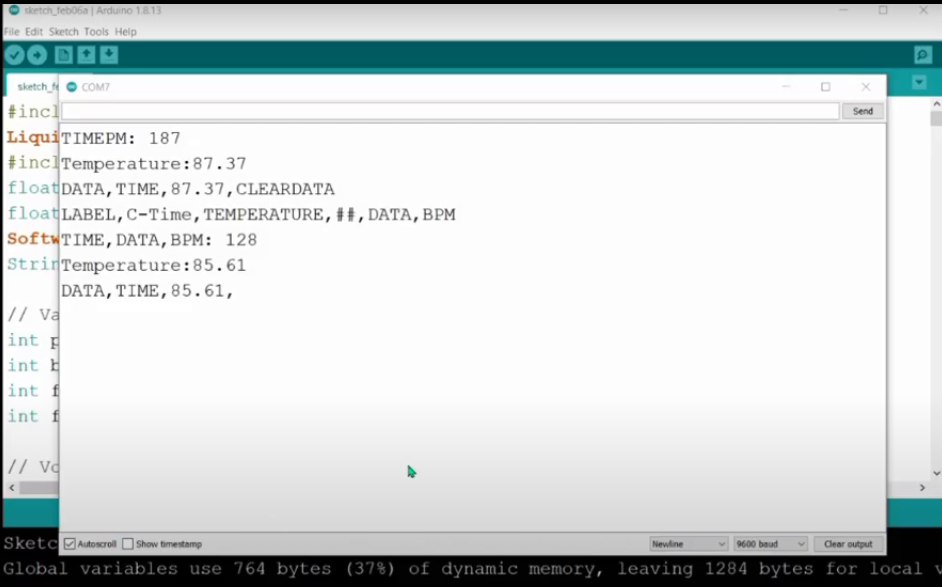 sketch_feb06a | Arduino 1.8.13
File Edit Sketch Tools Help
sketch_fe
COM7
Send
#incl
Liqui
#incl
float
float
Softw
Strin
// Va
int p
int b
int f
int f
// Vo
TIMEPM: 187
Temperature:87.37
DATA,TIME,87.37,CLEARDATA
LABEL,C-Time,TEMPERATURE,##,DATA,BPM
TIME,DATA,BPM: 128
Temperature:85.61
DATA,TIME,85.61,
Autoscroll Show timestamp Newline 9600 baud Clear output
Sketc
Global variables use 764 bytes (37%) of dynamic memory, leaving 1284 bytes for local v